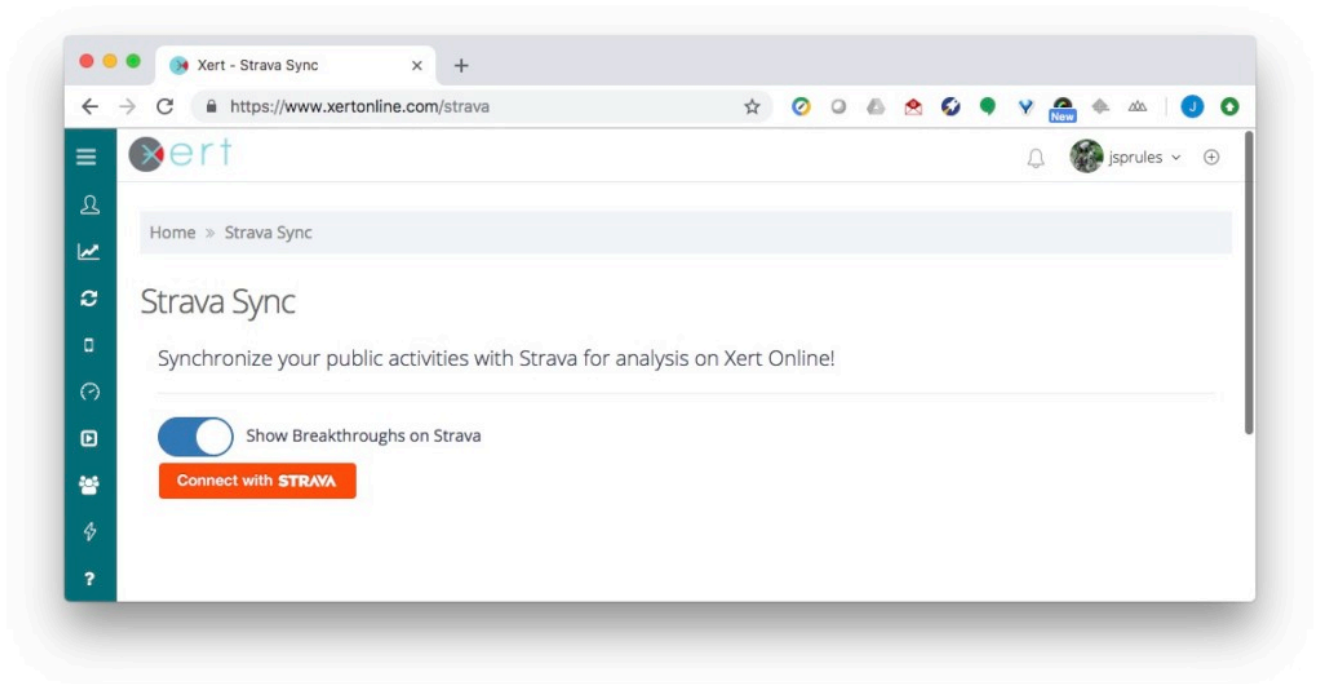 Xert - Strava Sync
https://www.xertonline.com/strava
New
J
xert
jsprules
Home » Strava Sync
Strava Sync
Synchronize your public activities with Strava for analysis on Xert Online!
Show Breakthroughs on Strava
Connect with STRAVA
?